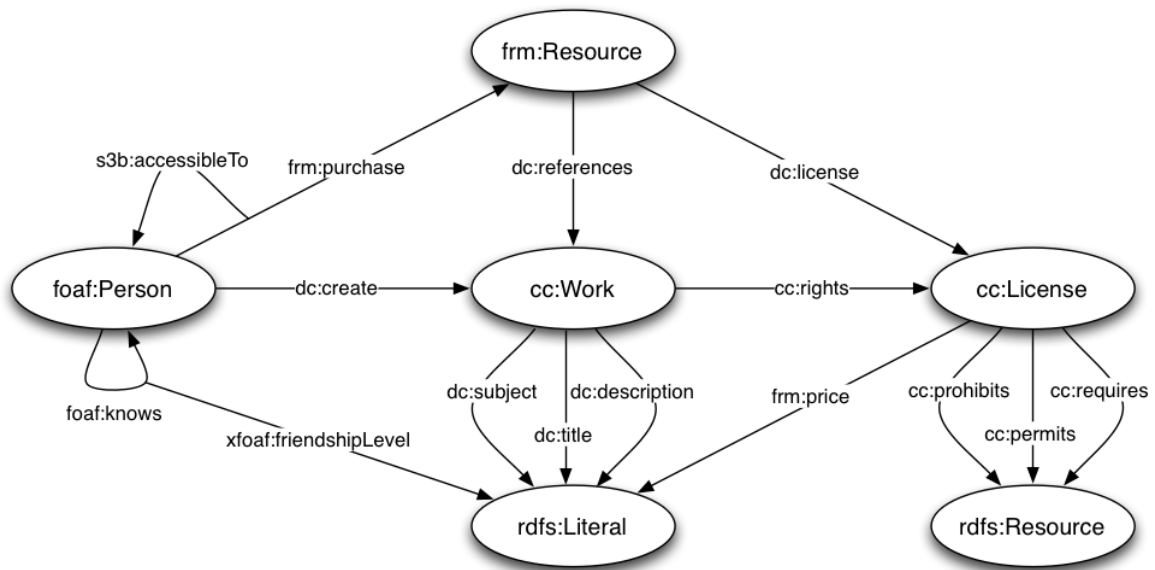 frm:Resource
s3b:accessibleTo
frm:purchase
dc:references
dc:license
foaf:Person
dc:create
cc:Work
cc:rights
cc:License
dc:subject
dc:description
frm:price
cc:prohibits
cc:requires
foaf:knows
xfoaf:friendshipLevel
dc:title
cc:permits
rdfs:Literal
rdfs:Resource